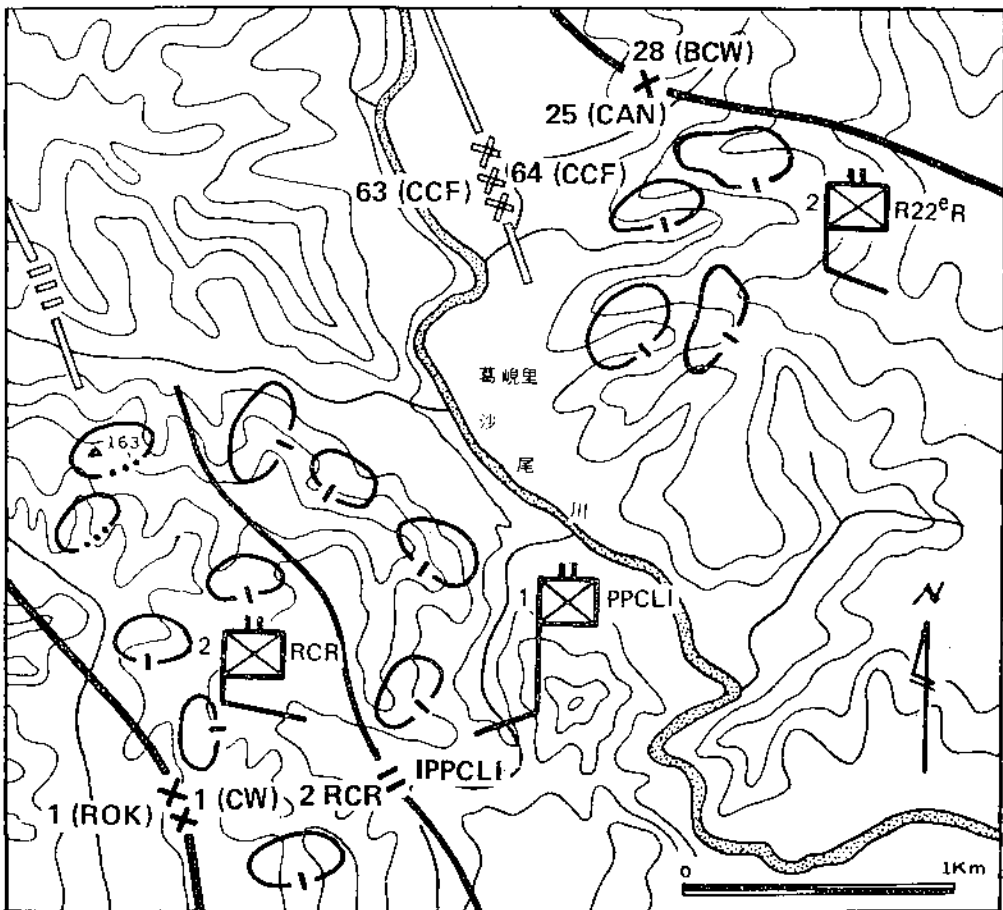 28 (BCW)
25 (CAN)
64 (CCF)
63 (CCF)
2 R22ᵉR
葛峴里
沙
尾
川
163
1 PPCLI
2 RCR
N
IPPCLI
2 RCR
1 (CW)
1 (ROK)
0 1Km